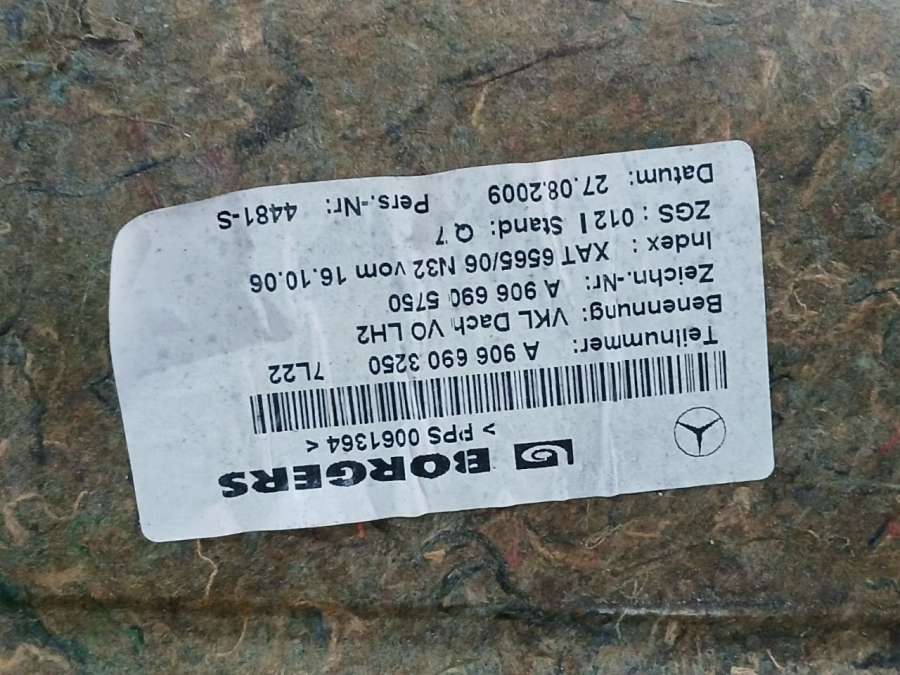 BORGERS
> PPS 0061364 <
Teilnummer: A 906 690 3250 7L22
Benennung: VKL Dach VO LH2
Zeichn.-Nr: A 906 690 5750
Index : XAT 6565/06 N32 vom 16.10.06
ZGS : 012 | Stand: Q 7
Datum: 27.08.2009 Pers.-Nr: 4481-S